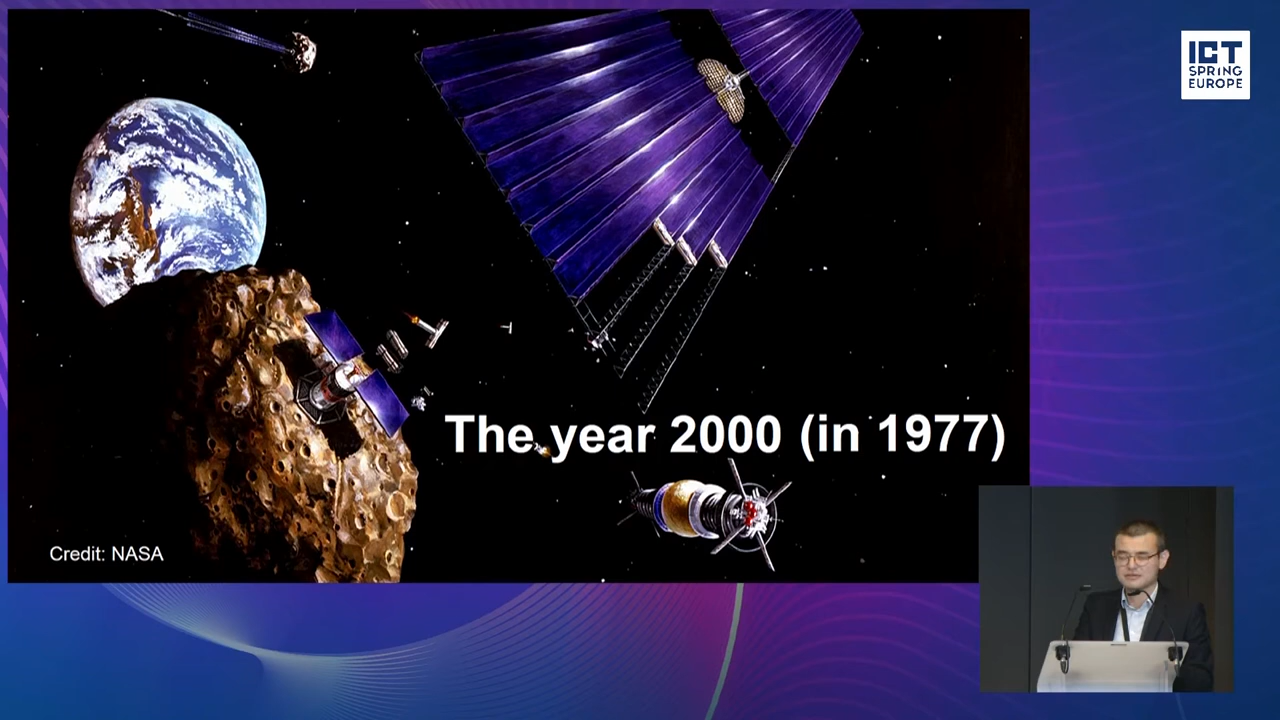 ICT
SPRING
EUROPE
The year 2000 (in 1977)
Credit: NASA